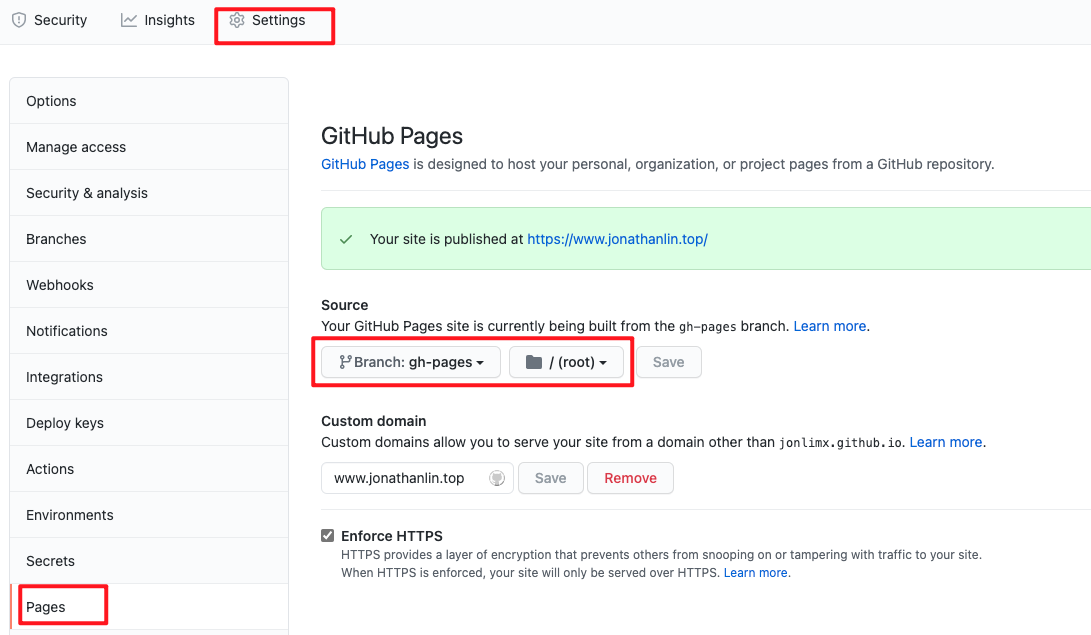 Security Insights Settings
Options
Manage access
Security & analysis
Branches
Webhooks
Notifications
Integrations
Deploy keys
Actions
Environments
Secrets
Pages
GitHub Pages
GitHub Pages is designed to host your personal, organization, or project pages from a GitHub repository.
Your site is published at https://www.jonathanlin.top/
Source
Your GitHub Pages site is currently being built from the gh-pages branch. Learn more.
Branch: gh-pages / (root) Save
Custom domain
Custom domains allow you to serve your site from a domain other than jonlimx.github.io. Learn more.
www.jonathanlin.top Save Remove
Enforce HTTPS
HTTPS provides a layer of encryption that prevents others from snooping on or tampering with traffic to your site.
When HTTPS is enforced, your site will only be served over HTTPS. Learn more.